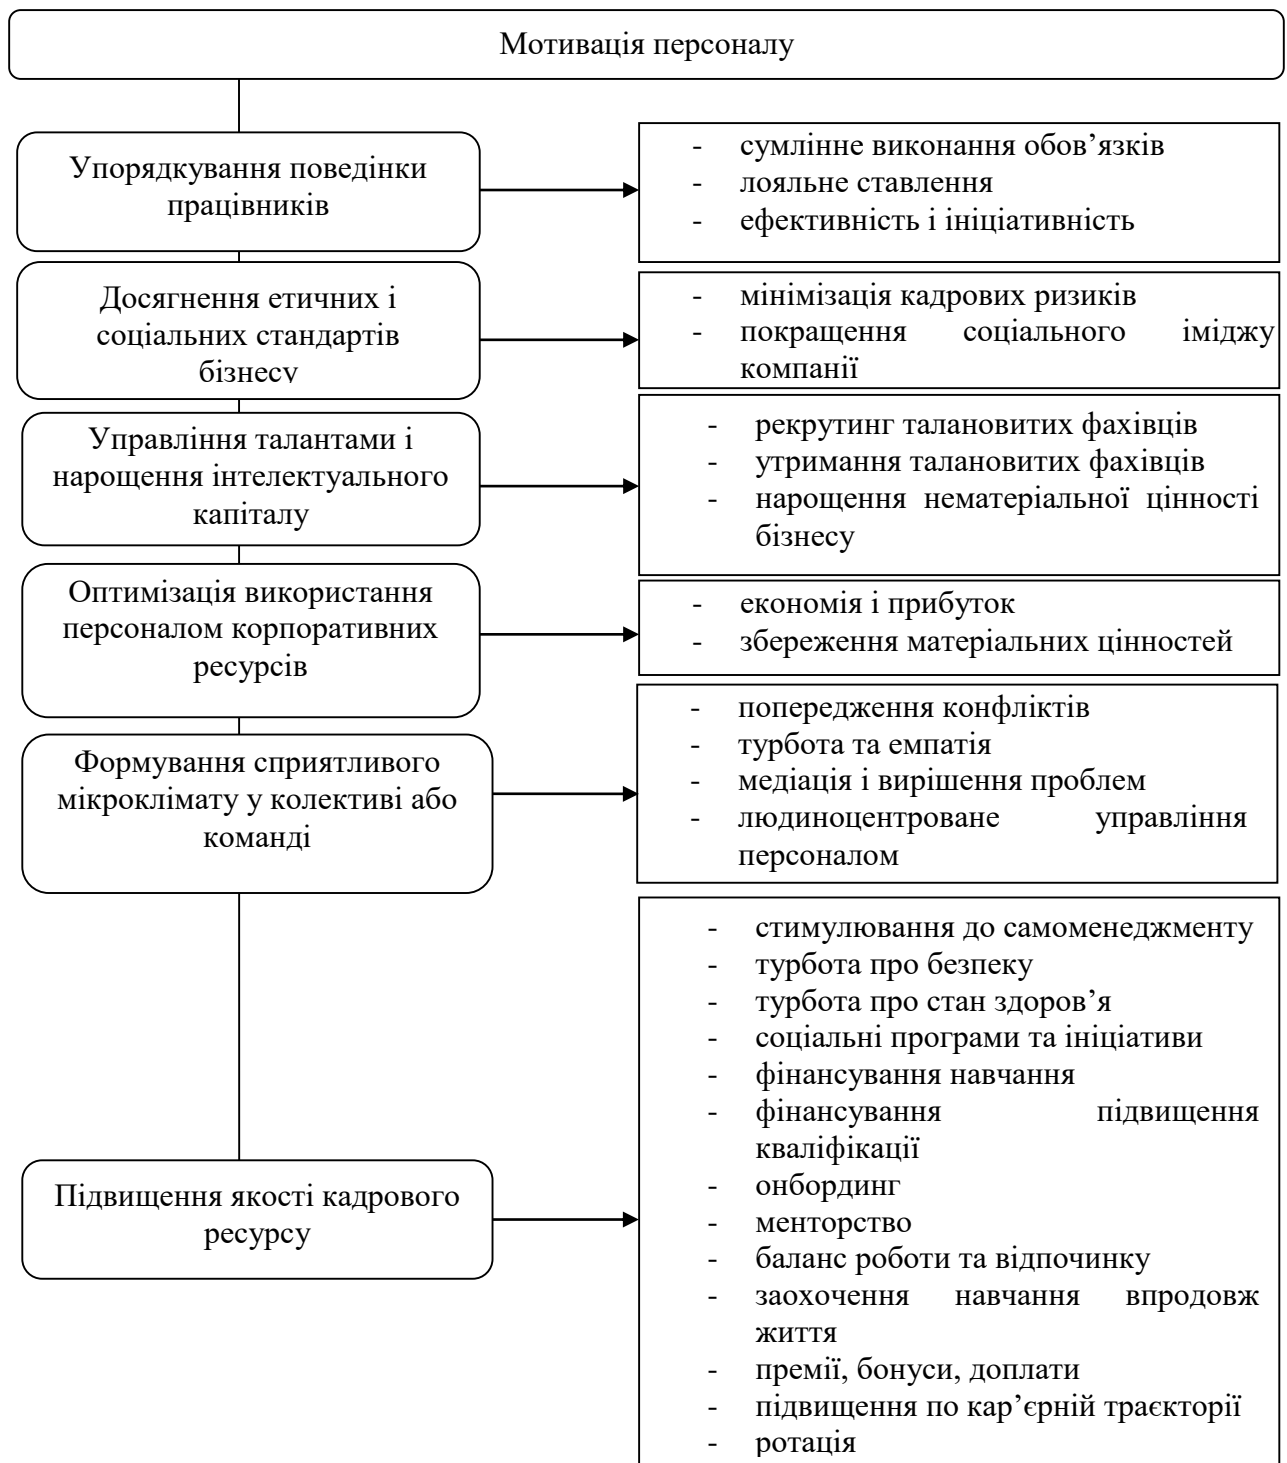 Мотивація персоналу
Упорядкування поведінки
працівників
- сумлінне виконання обов’язків
- лояльне ставлення
- ефективність і ініціативність
Досягнення етичних і
соціальних стандартів
бізнесу
- мінімізація кадрових ризиків
- покращення соціального іміджу
компанії
Управління талантами і
нарощення інтелектуального
капіталу
- рекрутинг талановитих фахівців
- утримання талановитих фахівців
- нарощення нематеріальної цінності
бізнесу
Оптимізація використання
персоналом корпоративних
ресурсів
- економія і прибуток
- збереження матеріальних цінностей
Формування сприятливого
мікроклімату у колективі або
команді
- попередження конфліктів
- турбота та емпатія
- медіація і вирішення проблем
- людиноцентроване управління
персоналом
Підвищення якості кадрового
ресурсу
- стимулювання до самоменеджменту
- турбота про безпеку
- турбота про стан здоров’я
- соціальні програми та ініціативи
- фінансування навчання
- фінансування підвищення
кваліфікації
- онбординг
- менторство
- баланс роботи та відпочинку
- заохочення навчання впродовж
життя
- премії, бонуси, доплати
- підвищення по кар’єрній траєкторії
- ротація